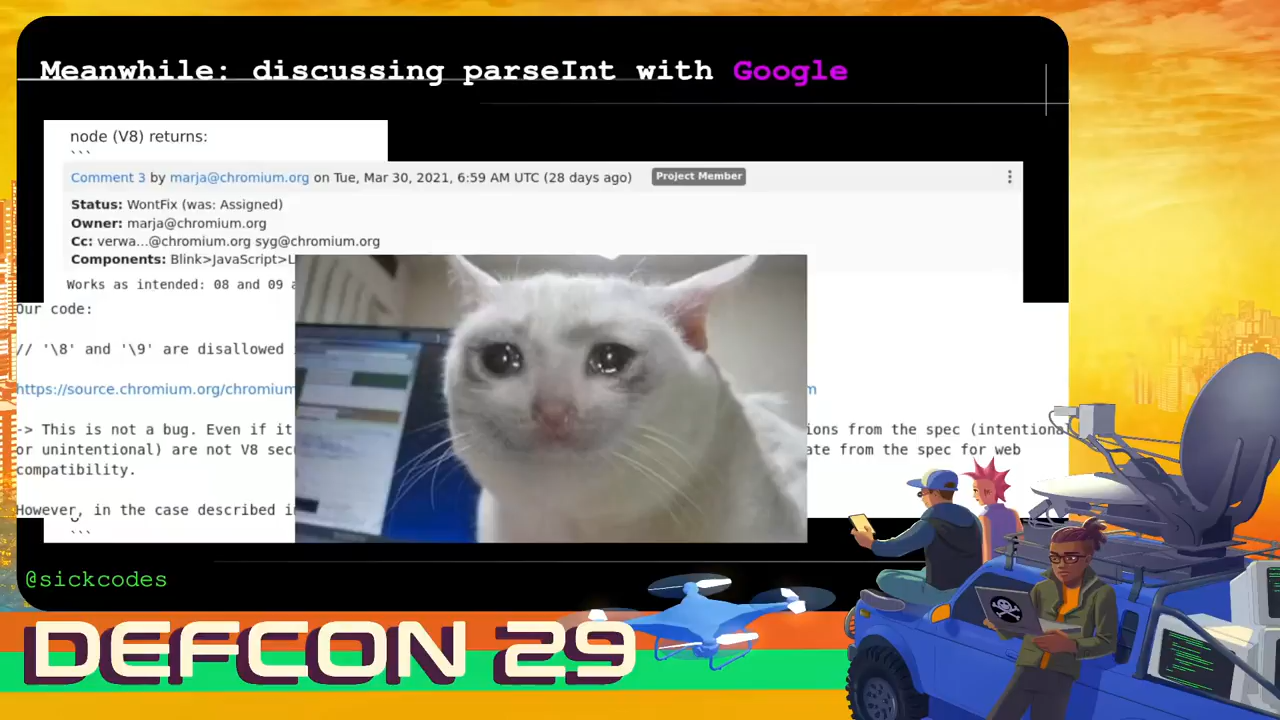 Meanwhile: discussing parseInt with Google
node (V8) returns:
```
Comment 3 by marja@chromium.org on Tue, Mar 30, 2021, 6:59 AM UTC (28 days ago) Project Member
Status: WontFix (was: Assigned)
Owner: marja@chromium.org
Cc: verwa...@chromium.org syg@chromium.org
Components: Blink>JavaScript>L
Works as intended: 08 and 09 a
Our code:
// '\8' and '\9' are disallowed
https://source.chromium.org/chromium m
-> This is not a bug. Even if it ions from the spec (intentional
or unintentional) are not V8 sec ate from the spec for web
compatibility.
However, in the case described i
```
@sickcodes
DEFCON 29